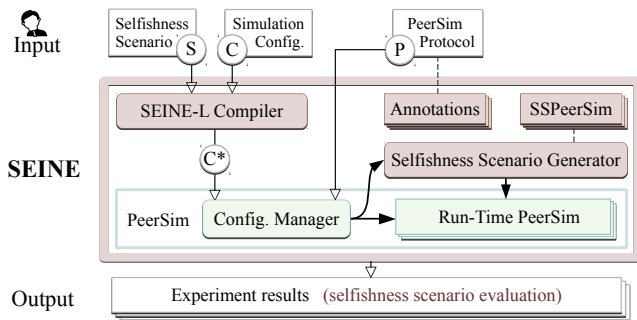 Input
Selfishness
Scenario
Simulation
Config.
PeerSim
Protocol
S
C
P
SEINE
SEINE-L Compiler
Annotations
SSPeerSim
C*
Selfishness Scenario Generator
PeerSim
Config. Manager
Run-Time PeerSim
Output
Experiment results (selfishness scenario evaluation)